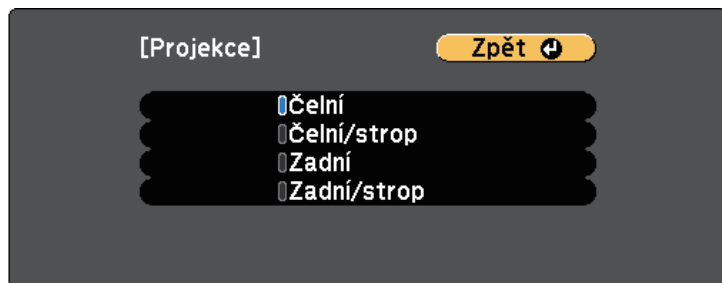 [Projekce] Zpět
Čelní
Čelní/strop
Zadní
Zadní/strop